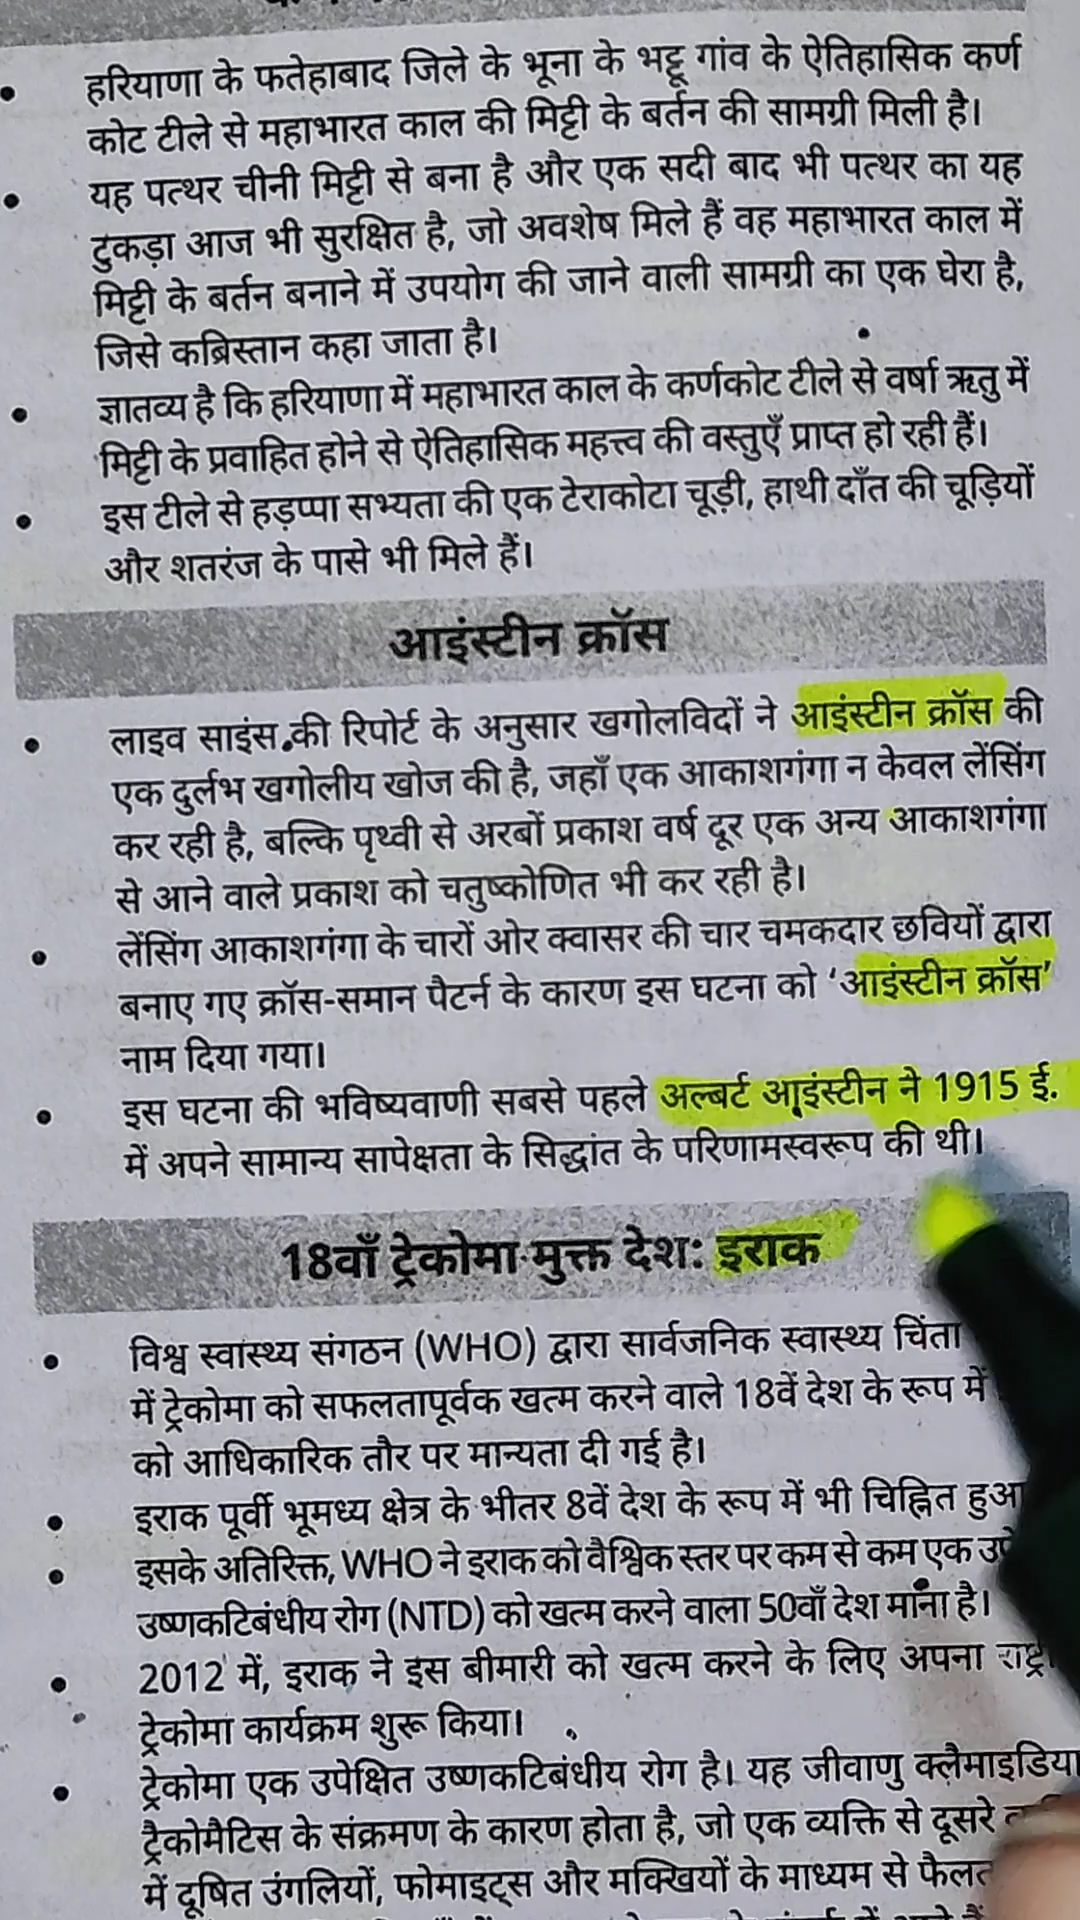 हरियाणा के फतेहाबाद जिले के भूना के भट्टू गांव के ऐतिहासिक कर्ण
कोट टीले से महाभारत काल की मिट्टी के बर्तन की सामग्री मिली है।
यह पत्थर चीनी मिट्टी से बना है और एक सदी बाद भी पत्थर का यह
टुकड़ा आज भी सुरक्षित है, जो अवशेष मिले हैं वह महाभारत काल में
मिट्टी के बर्तन बनाने में उपयोग की जाने वाली सामग्री का एक घेरा है,
जिसे कब्रिस्तान कहा जाता है।
ज्ञातव्य है कि हरियाणा में महाभारत काल के कर्णकोट टीले से वर्षा ऋतु में
मिट्टी के प्रवाहित होने से ऐतिहासिक महत्त्व की वस्तुएँ प्राप्त हो रही हैं।
इस टीले से हड़प्पा सभ्यता की एक टेराकोटा चूड़ी, हाथी दाँत की चूड़ियों
और शतरंज के पासे भी मिले हैं।
आइंस्टीन क्रॉस
लाइव साइंस की रिपोर्ट के अनुसार खगोलविदों ने आइंस्टीन क्रॉस की
एक दुर्लभ खगोलीय खोज की है, जहाँ एक आकाशगंगा न केवल लेंसिंग
कर रही है, बल्कि पृथ्वी से अरबों प्रकाश वर्ष दूर एक अन्य आकाशगंगा
से आने वाले प्रकाश को चतुष्कोणित भी कर रही है।
लेंसिंग आकाशगंगा के चारों ओर क्वासर की चार चमकदार छवियों द्वारा
बनाए गए क्रॉस-समान पैटर्न के कारण इस घटना को ‘आइंस्टीन क्रॉस’
नाम दिया गया।
इस घटना की भविष्यवाणी सबसे पहले अल्बर्ट आइंस्टीन ने 1915 ई.
में अपने सामान्य सापेक्षता के सिद्धांत के परिणामस्वरूप की थी।
18वाँ ट्रेकोमा मुक्त देश: इराक
विश्व स्वास्थ्य संगठन (WHO) द्वारा सार्वजनिक स्वास्थ्य चिंता
में ट्रेकोमा को सफलतापूर्वक खत्म करने वाले 18वें देश के रूप में
को आधिकारिक तौर पर मान्यता दी गई है।
इराक पूर्वी भूमध्य क्षेत्र के भीतर 8वें देश के रूप में भी चिह्नित हुआ
इसके अतिरिक्त, WHO ने इराक को वैश्विक स्तर पर कम से कम एक
उष्णकटिबंधीय रोग (NTD) को खत्म करने वाला 50वाँ देश माना है।
2012 में, इराक ने इस बीमारी को खत्म करने के लिए अपना
ट्रेकोमा कार्यक्रम शुरू किया।
ट्रेकोमा एक उपेक्षित उष्णकटिबंधीय रोग है। यह जीवाणु क्लैमाइडिया
ट्रैकोमैटिस के संक्रमण के कारण होता है, जो एक व्यक्ति से दूसरे
में दूषित उंगलियों, फोमाइट्स और मक्खियों के माध्यम से